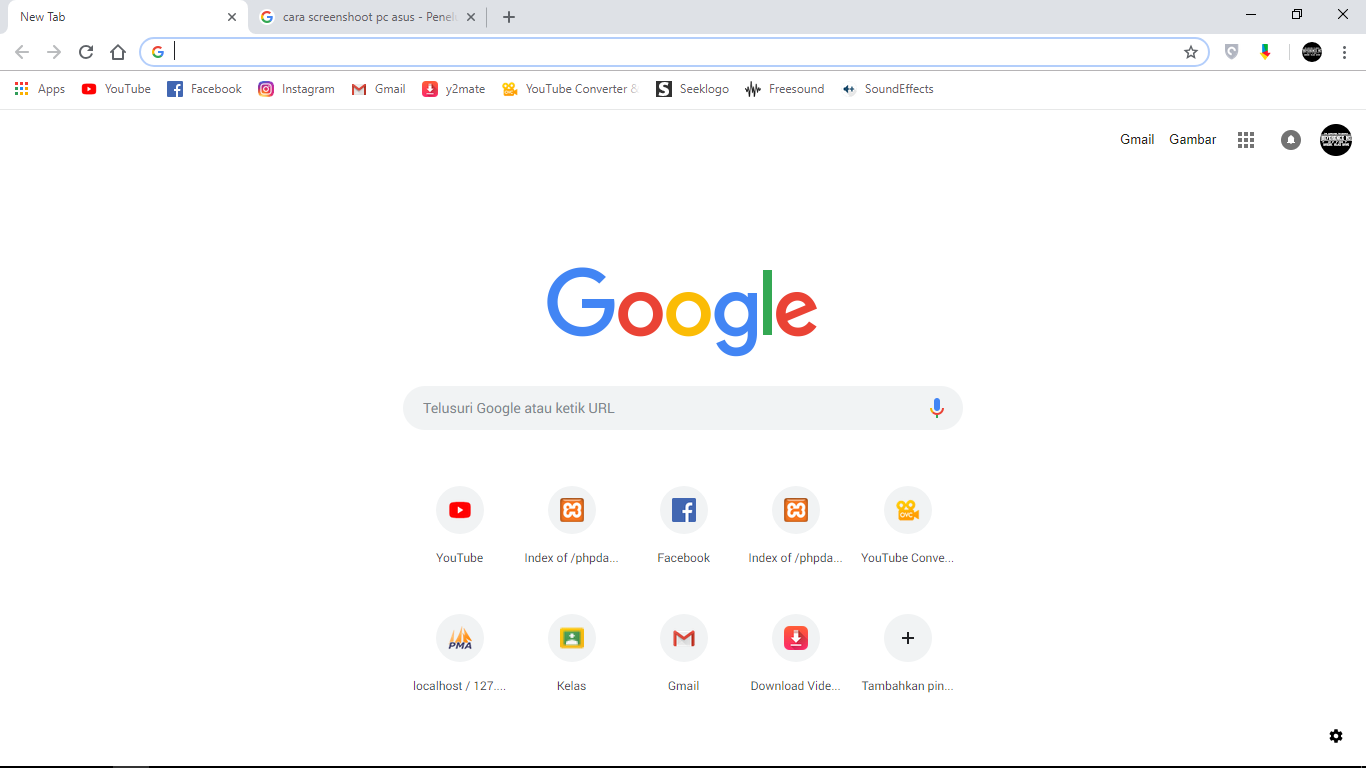 New Tab
cara screenshoot pc asus - Penel
Apps YouTube Facebook Instagram Gmail y2mate YouTube Converter & Seeklogo Freesound SoundEffects
Gmail Gambar
Google
Telusuri Google atau ketik URL
YouTube Index of /phpda... Facebook Index of /phpda... YouTube Conve...
PMA
localhost / 127.... Kelas Gmail Download Vide... Tambahkan pin...